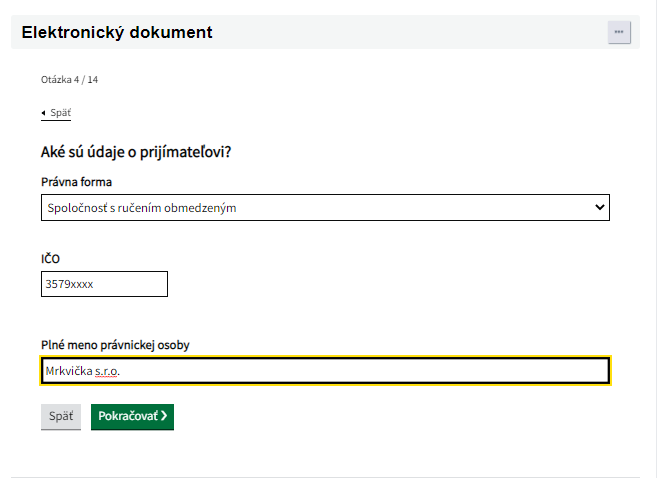 Elektronický dokument
Otázka 4 / 14
Späť
Aké sú údaje o prijímateľovi?
Právna forma
Spoločnosť s ručením obmedzeným
IČO
3579xxxx
Plné meno právnickej osoby
Mrkvička s.r.o.
Späť
Pokračovať